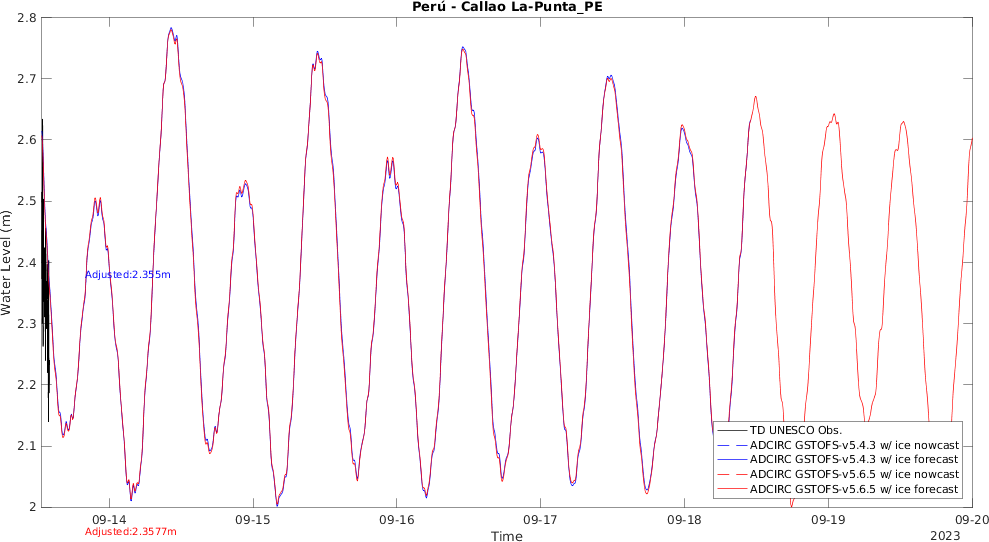 Perú - Callao La-Punta_PE
2.8
2.7
2.6
2.5
2.4
2.3
2.2
2.1
2
Water Level (m)
Adjusted:2.355m
Adjusted:2.3577m
TD UNESCO Obs.
ADCIRC GSTOFS-v5.4.3 w/ ice nowcast
ADCIRC GSTOFS-v5.4.3 w/ ice forecast
ADCIRC GSTOFS-v5.6.5 w/ ice nowcast
ADCIRC GSTOFS-v5.6.5 w/ ice forecast
09-14 09-15 09-16 09-17 09-18 09-19 09-20
Time
2023